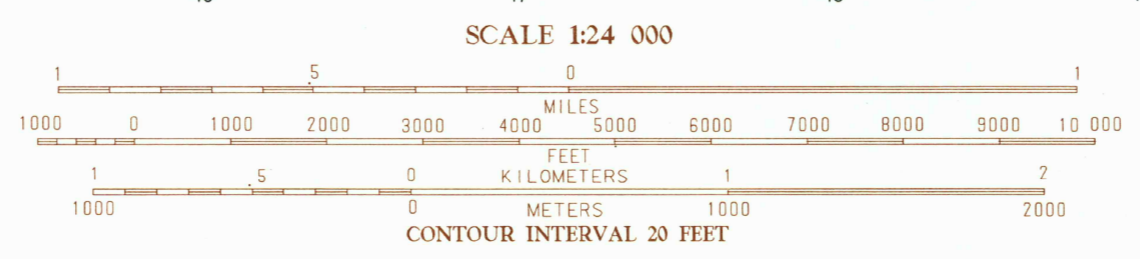 SCALE 1:24 000
1 .5 0 1
MILES
1000 0 1000 2000 3000 4000 5000 6000 7000 8000 9000 10 000
FEET
1 .5 0 KILOMETERS 1 2
1000 0 METERS 1000 2000
CONTOUR INTERVAL 20 FEET